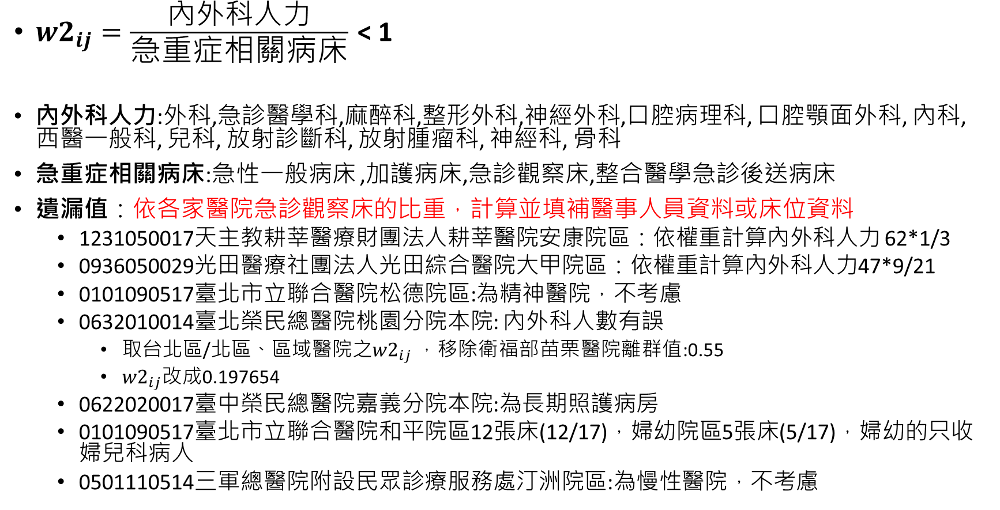 • w2ij = 內外科人力/急重症相關病床 < 1
• 內外科人力:外科,急診醫學科,麻醉科,整形外科,神經外科,口腔病理科, 口腔顎面外科, 內科,
西醫一般科, 兒科, 放射診斷科, 放射腫瘤科, 神經科, 骨科
• 急重症相關病床:急性一般病床 ,加護病床,急診觀察床,整合醫學急診後送病床
• 遺漏值：依各家醫院急診觀察床的比重，計算並填補醫事人員資料或床位資料
• 1231050017天主教耕莘醫療財團法人耕莘醫院安康院區：依權重計算內外科人力 62*1/3
• 0936050029光田醫療社團法人光田綜合醫院大甲院區：依權重計算內外科人力47*9/21
• 0101090517臺北市立聯合醫院松德院區:為精神醫院，不考慮
• 0632010014臺北榮民總醫院桃園分院本院: 內外科人數有誤
• 取台北區/北區、區域醫院之w2ij ，移除衛福部苗栗醫院離群值:0.55
• w2ij改成0.197654
• 0622020017臺中榮民總醫院嘉義分院本院:為長期照護病房
• 0101090517臺北市立聯合醫院和平院區12張床(12/17)，婦幼院區5張床(5/17)，婦幼的只收
婦兒科病人
• 0501110514三軍總醫院附設民眾診療服務處汀洲院區:為慢性醫院，不考慮